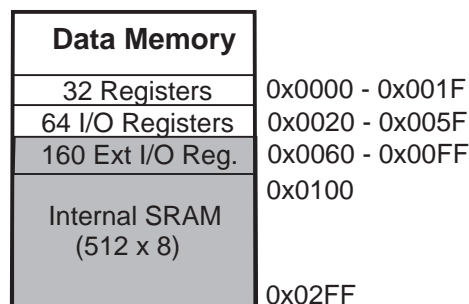 Data Memory
32 Registers 0x0000 - 0x001F
64 I/O Registers 0x0020 - 0x005F
160 Ext I/O Reg. 0x0060 - 0x00FF
0x0100
Internal SRAM
(512 x 8)
0x02FF